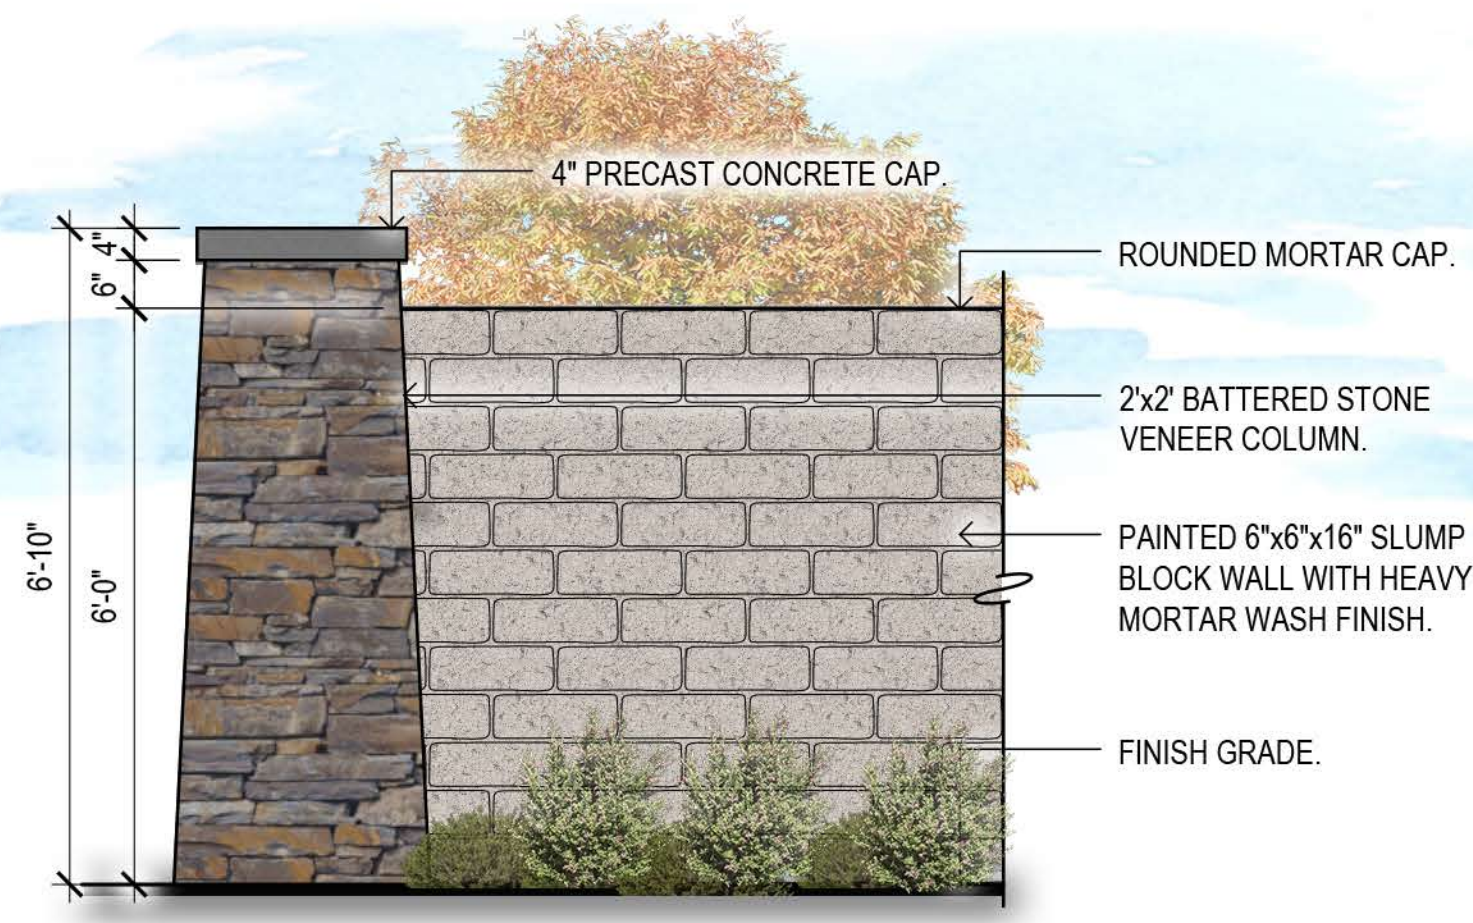 4" PRECAST CONCRETE CAP.
ROUNDED MORTAR CAP.
4"
6"
2'x2' BATTERED STONE
VENEER COLUMN.
6'-10"
6'-0"
PAINTED 6"x6"x16" SLUMP
BLOCK WALL WITH HEAVY
MORTAR WASH FINISH.
FINISH GRADE.